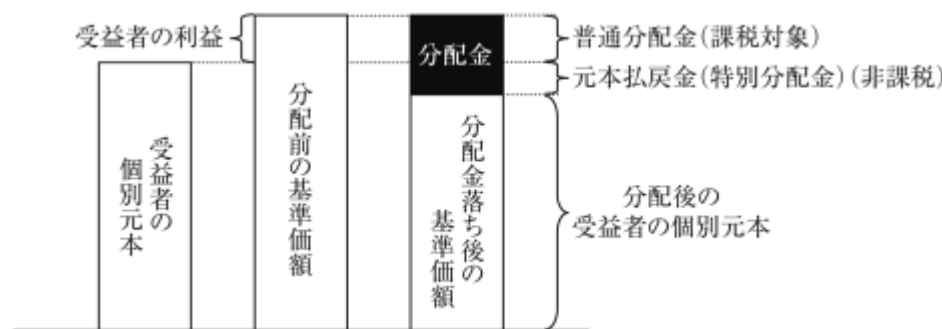 受益者の利益
分配金
普通分配金(課税対象)
元本払戻金(特別分配金)(非課税)
受益者の
個別元本
分配前の基準価額
分配金落ち後の
基準価額
分配後の
受益者の個別元本